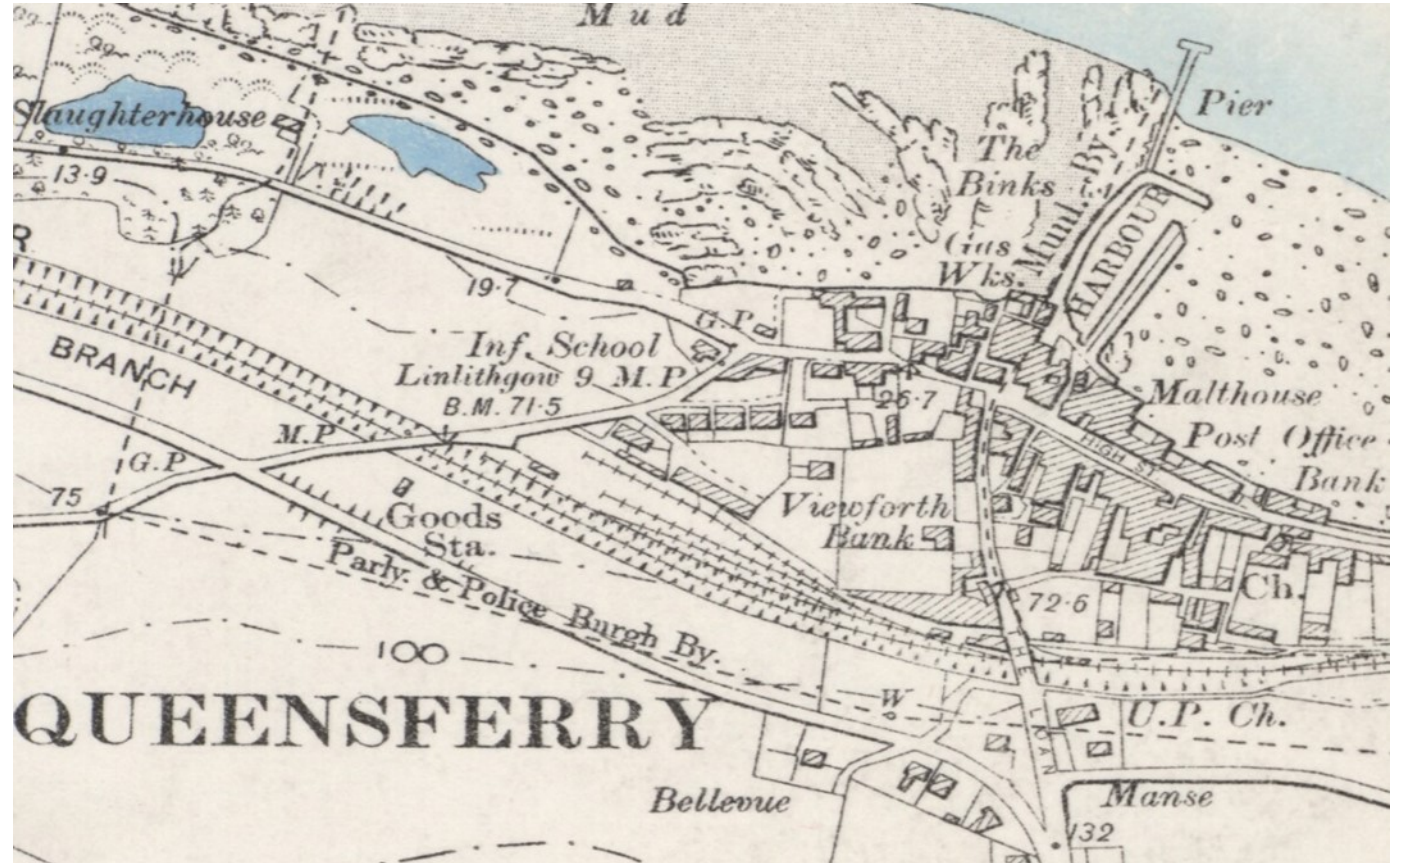 Mud
Slaughterhouse
Pier
The
Binks
Munl. By.
13·9
HARBOUR
R
Gas
Wks.
19·7
G.P
Inf. School
Linlithgow 9 M.P
B.M. 71·5
BRANCH
26·7
Malthouse
M.P
Post Office
HIGH ST
G.P
Bank
75
Viewforth
Bank
Goods
Sta.
Parly. & Police Burgh By.
72·6
Ch.
100
QUEENSFERRY
W
U.P. Ch.
LOAN
Bellevue
Manse
132